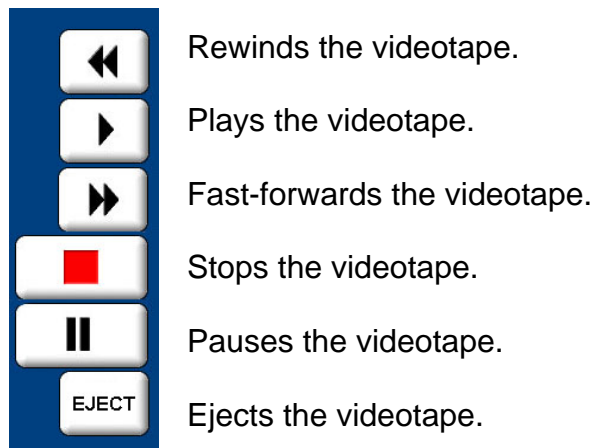 Rewinds the videotape.
Plays the videotape.
Fast-forwards the videotape.
Stops the videotape.
Pauses the videotape.
EJECT Ejects the videotape.